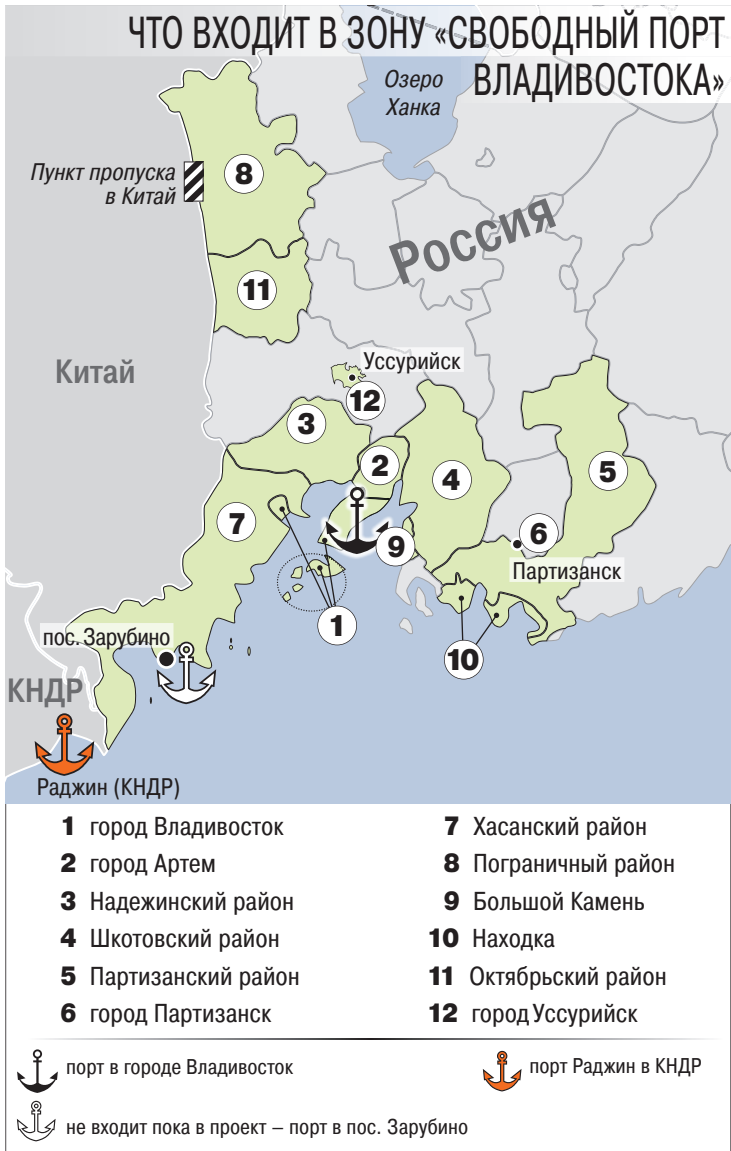 ЧТО ВХОДИТ В ЗОНУ «СВОБОДНЫЙ ПОРТ
ВЛАДИВОСТОКА»
Озеро
Ханка
Пункт пропуска
в Китай
8
Россия
11
Китай
Уссурийск
12
3
2
4
5
7
9
6
Партизанск
1
10
пос. Зарубино
КНДР
Раджин (КНДР)
1 город Владивосток
2 город Артем
3 Надежинский район
4 Шкотовский район
5 Партизанский район
6 город Партизанск
7 Хасанский район
8 Пограничный район
9 Большой Камень
10 Находка
11 Октябрьский район
12 город Уссурийск
порт в городе Владивосток
порт Раджин в КНДР
не входит пока в проект – порт в пос. Зарубино